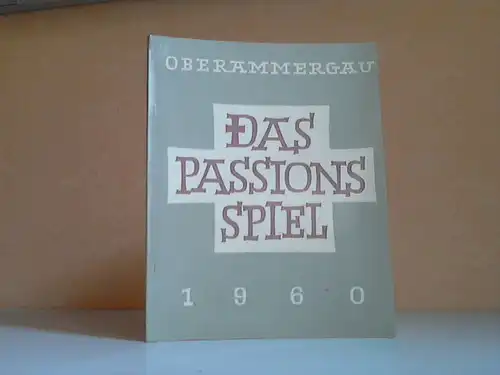 OBERAMMERGAU
DAS
PASSIONS
SPIEL
1960